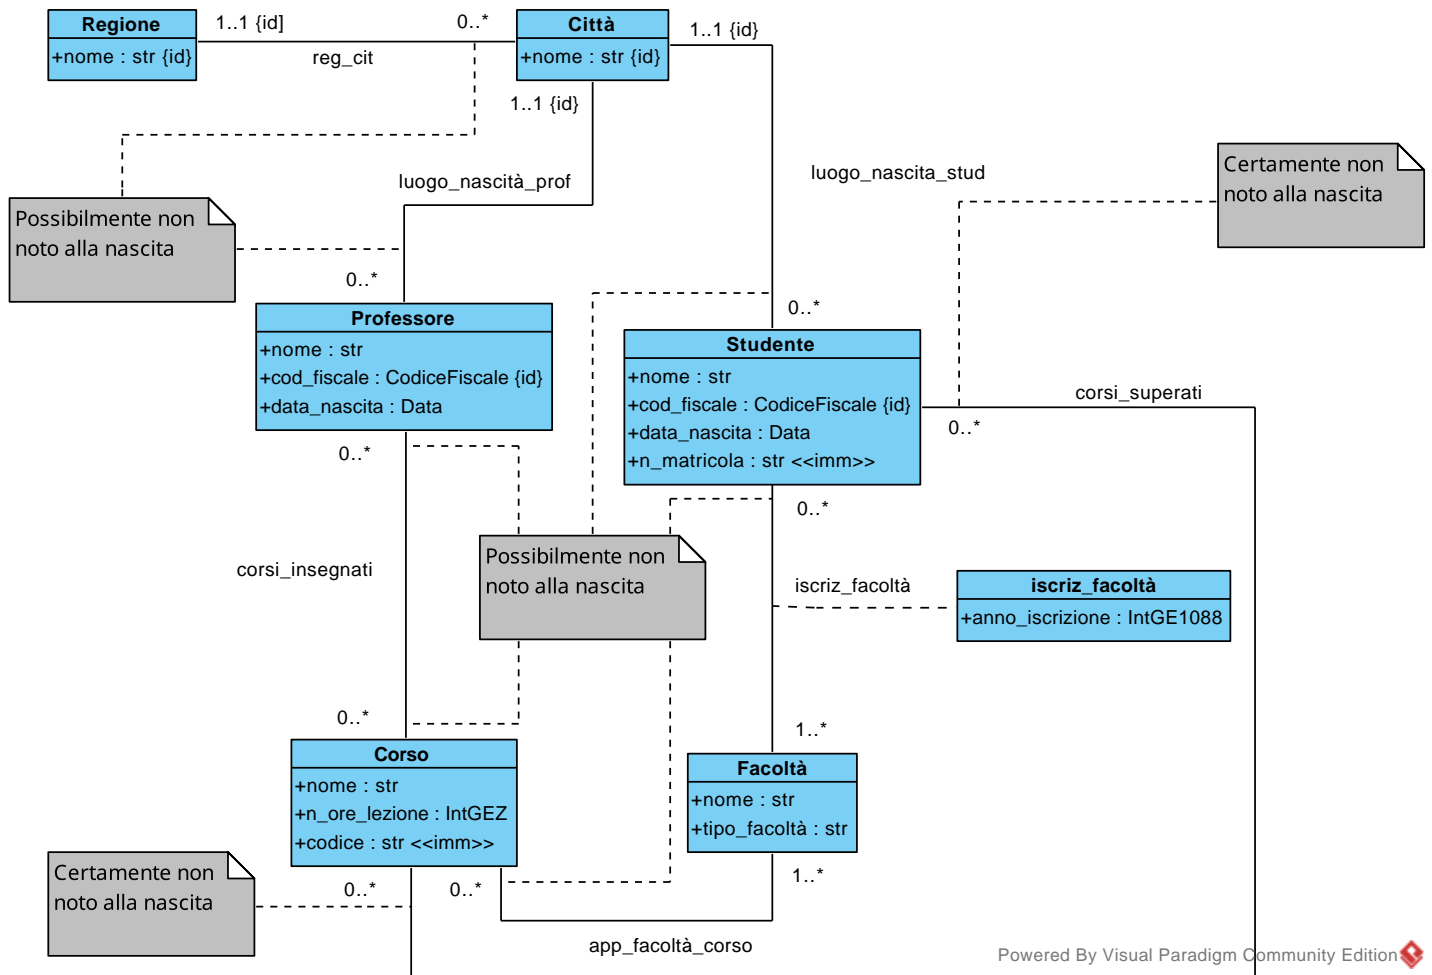 Regione
+nome : str {id}
1..1 {id]
0..*
reg_cit
Città
+nome : str {id}
1..1 {id}
1..1 {id}
luogo_nascità_prof
luogo_nascita_stud
Certamente non
noto alla nascita
Possibilmente non
noto alla nascita
0..*
0..*
Professore
+nome : str
+cod_fiscale : CodiceFiscale {id}
+data_nascita : Data
Studente
+nome : str
+cod_fiscale : CodiceFiscale {id}
+data_nascita : Data
+n_matricola : str <<imm>>
corsi_superati
0..*
0..*
0..*
Possibilmente non
noto alla nascita
corsi_insegnati
iscriz_facoltà
iscriz_facoltà
+anno_iscrizione : IntGE1088
0..*
1..*
Corso
+nome : str
+n_ore_lezione : IntGEZ
+codice : str <<imm>>
Facoltà
+nome : str
+tipo_facoltà : str
Certamente non
noto alla nascita
0..*
0..*
1..*
app_facoltà_corso
Powered By Visual Paradigm Community Edition